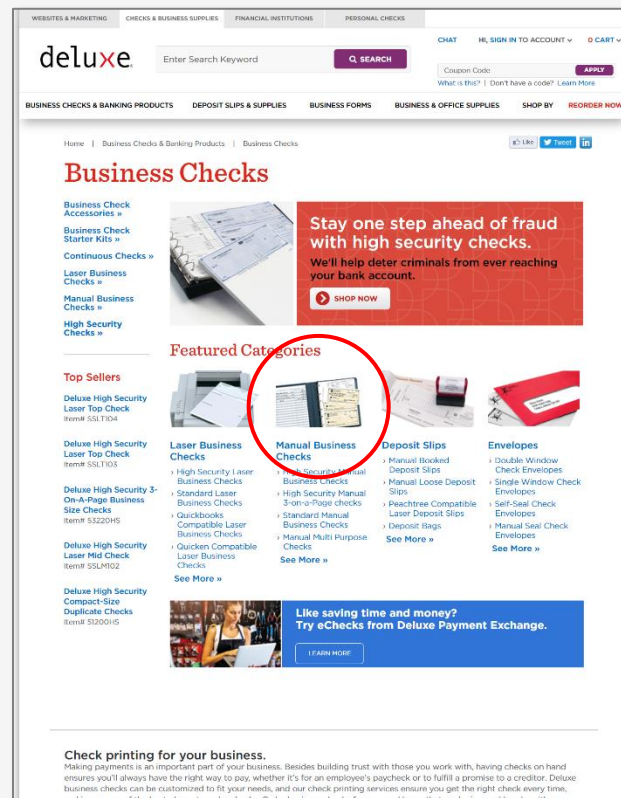 WEBSITES & MARKETING
CHECKS & BUSINESS SUPPLIES
FINANCIAL INSTITUTIONS
PERSONAL CHECKS
deluxe.
Enter Search Keyword
SEARCH
CHAT
HI, SIGN IN TO ACCOUNT
0 CART
Coupon Code
APPLY
What is this? | Don't have a code? Learn More
BUSINESS CHECKS & BANKING PRODUCTS
DEPOSIT SLIPS & SUPPLIES
BUSINESS FORMS
BUSINESS & OFFICE SUPPLIES
SHOP BY
REORDER NOW
Home | Business Checks & Banking Products | Business Checks
Like
Tweet
in
Business Checks
Business Check
Accessories »
Business Check
Starter Kits »
Continuous Checks »
Laser Business
Checks »
Manual Business
Checks »
High Security
Checks »
Stay one step ahead of fraud
with high security checks.
We'll help deter criminals from ever reaching
your bank account.
SHOP NOW
Top Sellers
Deluxe High Security
Laser Top Check
Item# SSLT104
Deluxe High Security
Laser Top Check
Item# SSLT103
Deluxe High Security 3-
On-A-Page Business
Size Checks
Item# 53220HS
Deluxe High Security
Laser Mid Check
Item# SSLM102
Deluxe High Security
Compact-Size
Duplicate Checks
Item# 51200HS
Featured Categories
Laser Business
Checks
› High Security Laser
Business Checks
› Standard Laser
Business Checks
› Quickbooks
Compatible Laser
Business Checks
› Quicken Compatible
Laser Business
Checks
See More »
Manual Business
Checks
› High Security Manual
Business Checks
› High Security Manual
3-on-a-Page checks
› Standard Manual
Business Checks
› Manual Multi Purpose
Checks
See More »
Deposit Slips
› Manual Booked
Deposit Slips
› Manual Loose Deposit
Slips
› Peachtree Compatible
Laser Deposit Slips
› Deposit Bags
See More »
Envelopes
› Double Window
Check Envelopes
› Single Window Check
Envelopes
› Self-Seal Check
Envelopes
› Manual Seal Check
Envelopes
See More »
Like saving time and money?
Try eChecks from Deluxe Payment Exchange.
LEARN MORE
Check printing for your business.
Making payments is an important part of your business. Besides building trust with those you work with, having checks on hand
ensures you'll always have the right way to pay, whether it's for an employee's paycheck or to fulfill a promise to a creditor. Deluxe
business checks can be customized to fit your needs, and our check printing services ensure you get the right check every time,